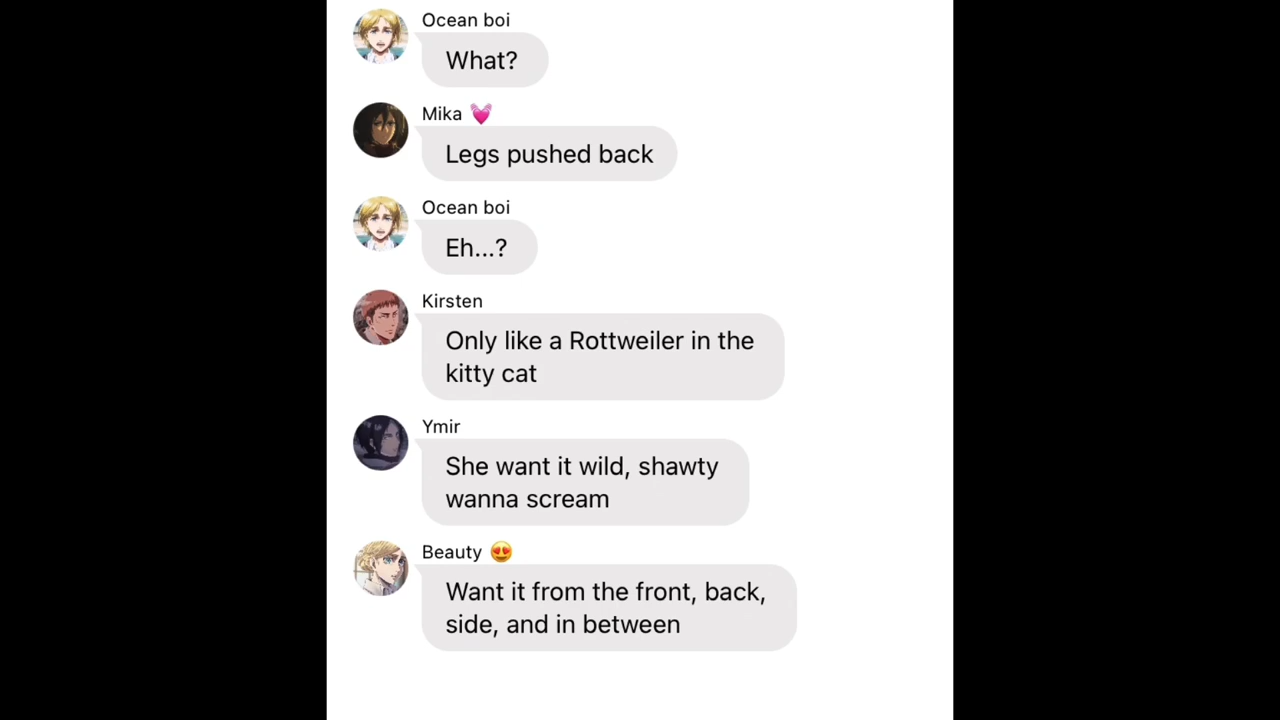 Ocean boi
What?
Mika 💓
Legs pushed back
Ocean boi
Eh...?
Kirsten
Only like a Rottweiler in the
kitty cat
Ymir
She want it wild, shawty
wanna scream
Beauty 😍
Want it from the front, back,
side, and in between